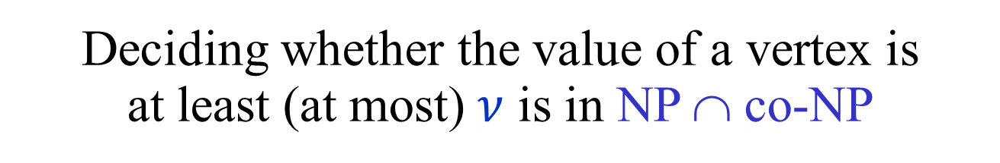 Deciding whether the value of a vertex is
at least (at most) 𝜈 is in NP ∩ co-NP